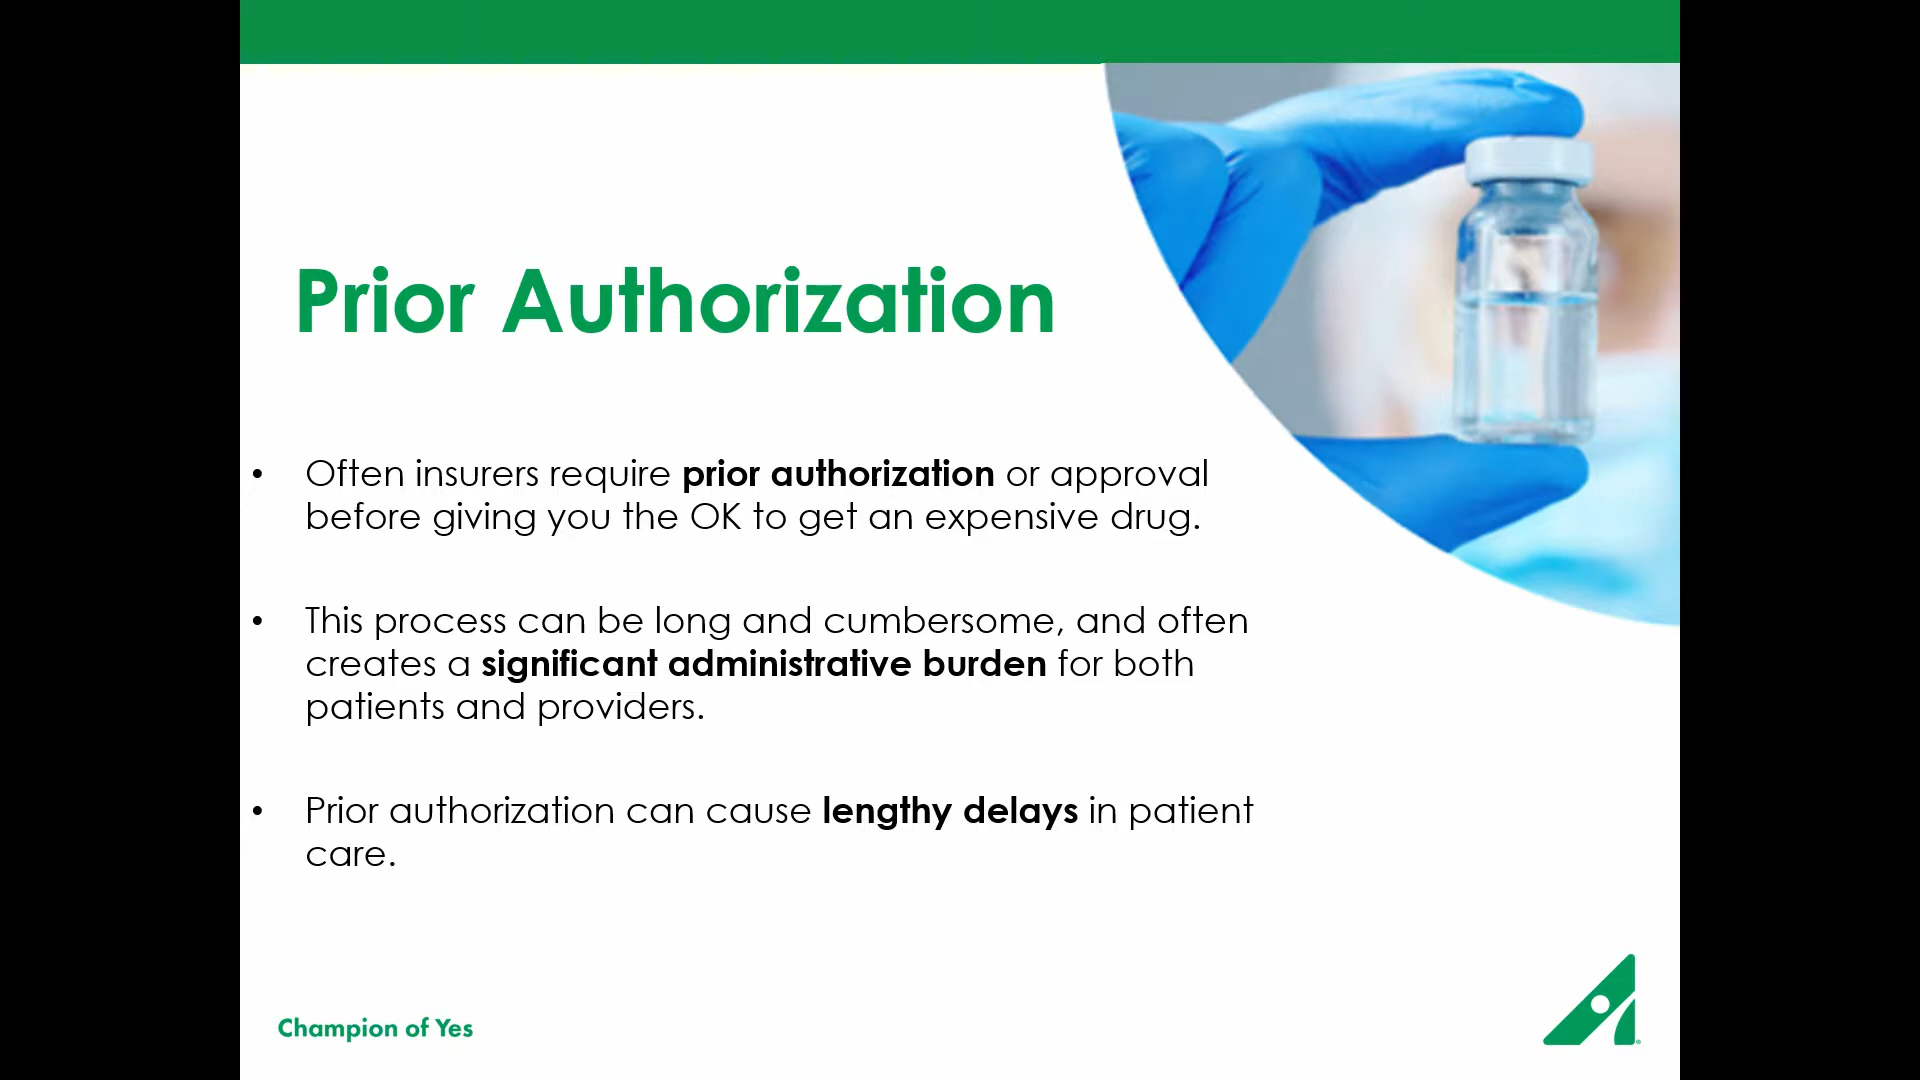 Prior Authorization
• Often insurers require prior authorization or approval
before giving you the OK to get an expensive drug.
• This process can be long and cumbersome, and often
creates a significant administrative burden for both
patients and providers.
• Prior authorization can cause lengthy delays in patient
care.
Champion of Yes